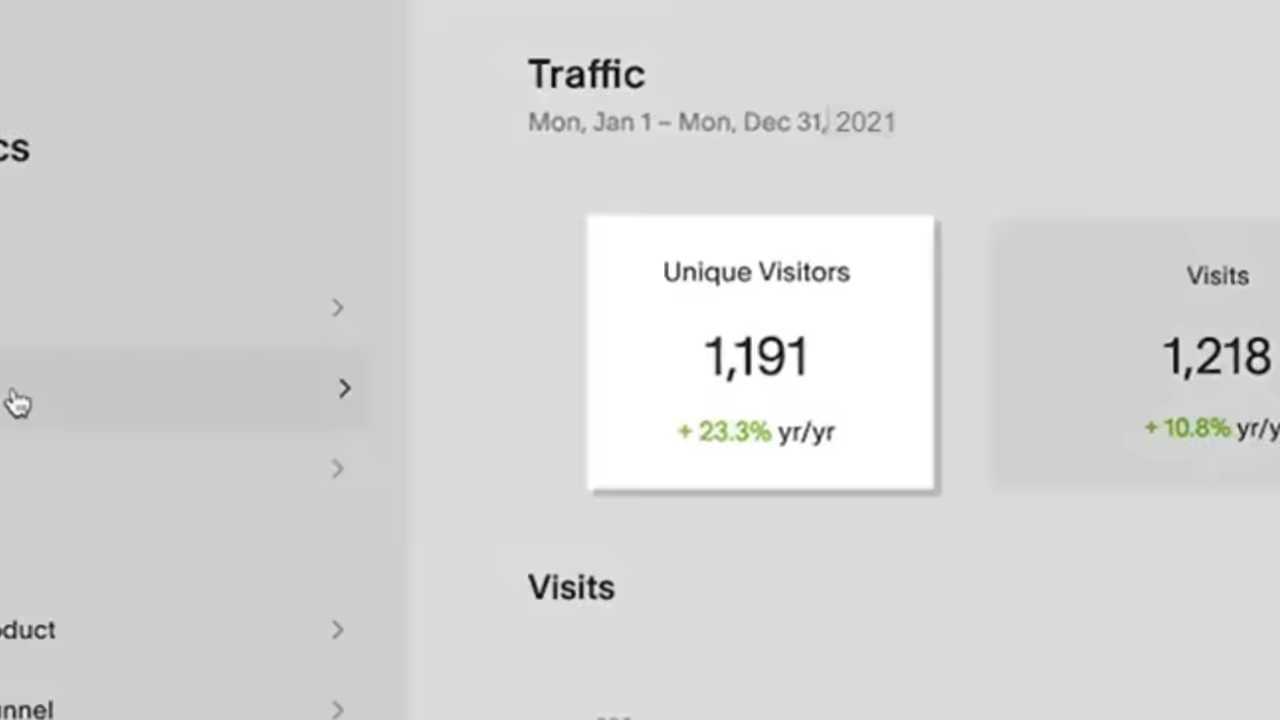 Traffic
Mon, Jan 1 – Mon, Dec 31, 2021
Unique Visitors
1,191
+ 23.3% yr/yr
Visits
1,218
+ 10.8% yr/y
Visits
cs
oduct
nnel